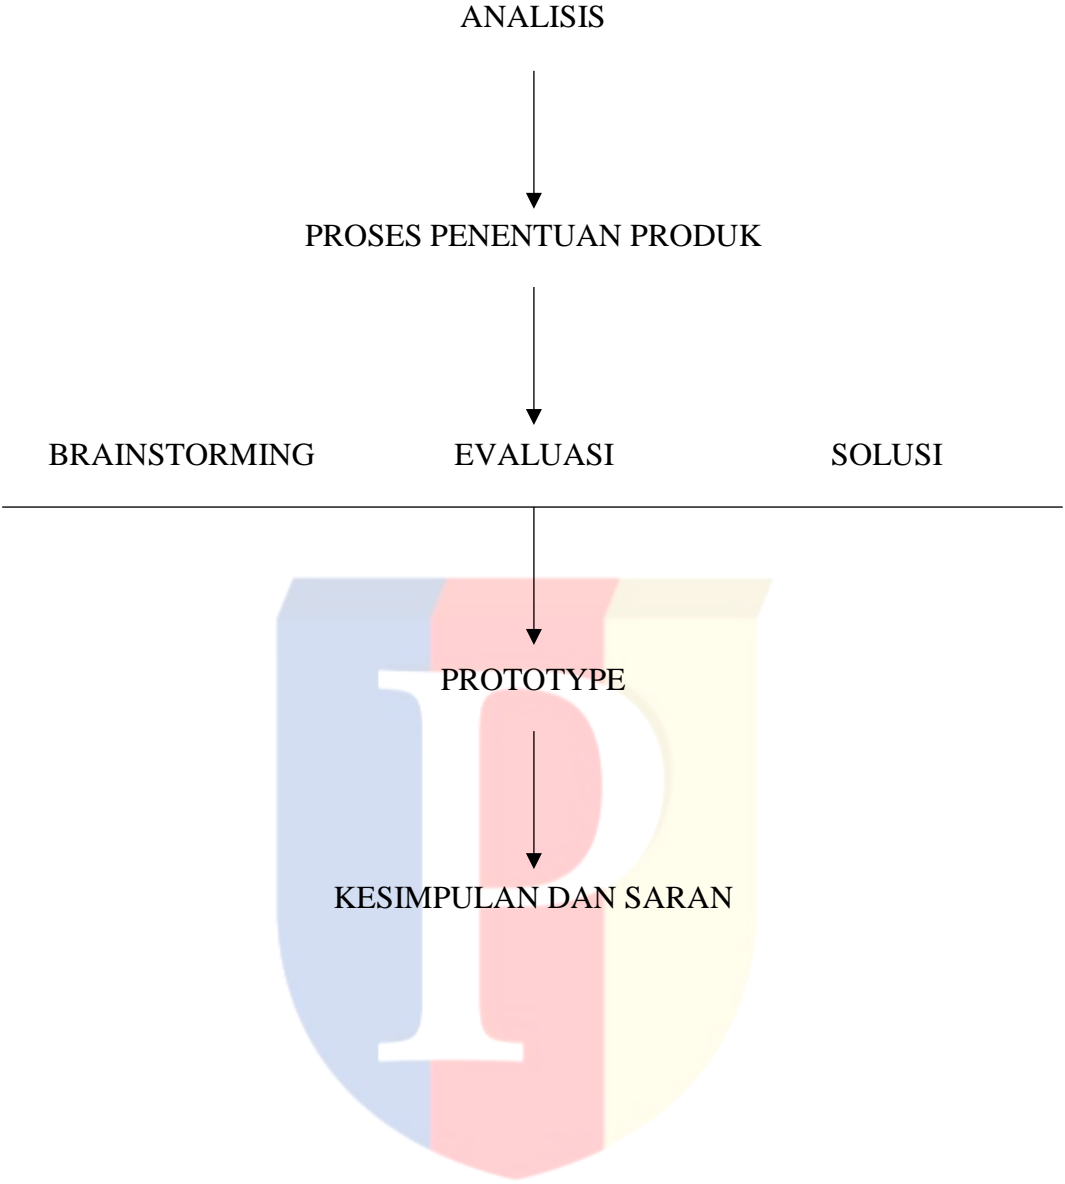 ANALISIS
PROSES PENENTUAN PRODUK
BRAINSTORMING EVALUASI SOLUSI
PROTOTYPE
KESIMPULAN DAN SARAN
P